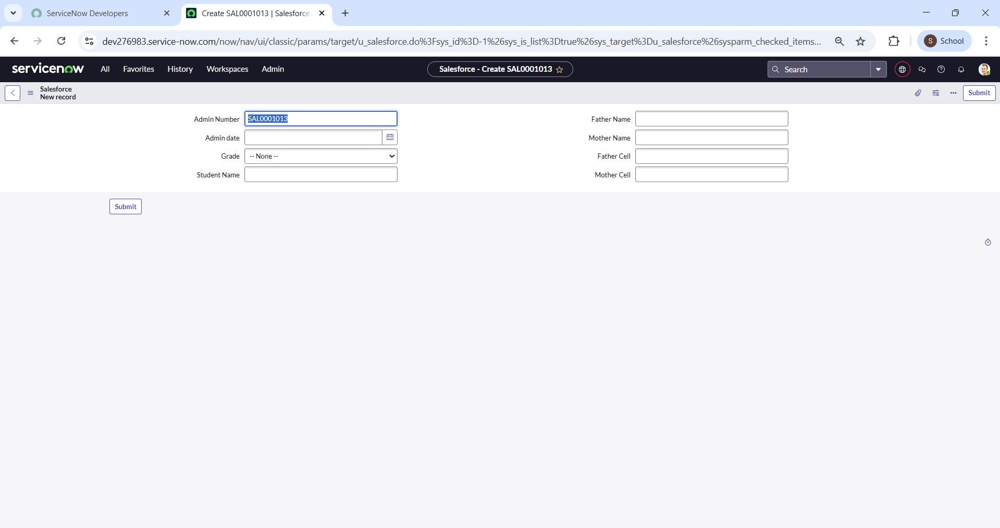 ServiceNow Developers
Create SAL0001013 | Salesforce
dev276983.service-now.com/now/nav/ui/classic/params/target/u_salesforce.do%3Fsys_id%3D-1%26sys_is_list%3Dtrue%26sys_target%3Du_salesforce%26sysparm_checked_items...
S School
servicenow All Favorites History Workspaces Admin
Salesforce - Create SAL0001013
Search
Salesforce
New record
Submit
Admin Number SAL0001013
Admin date
Grade -- None --
Student Name
Father Name
Mother Name
Father Cell
Mother Cell
Submit